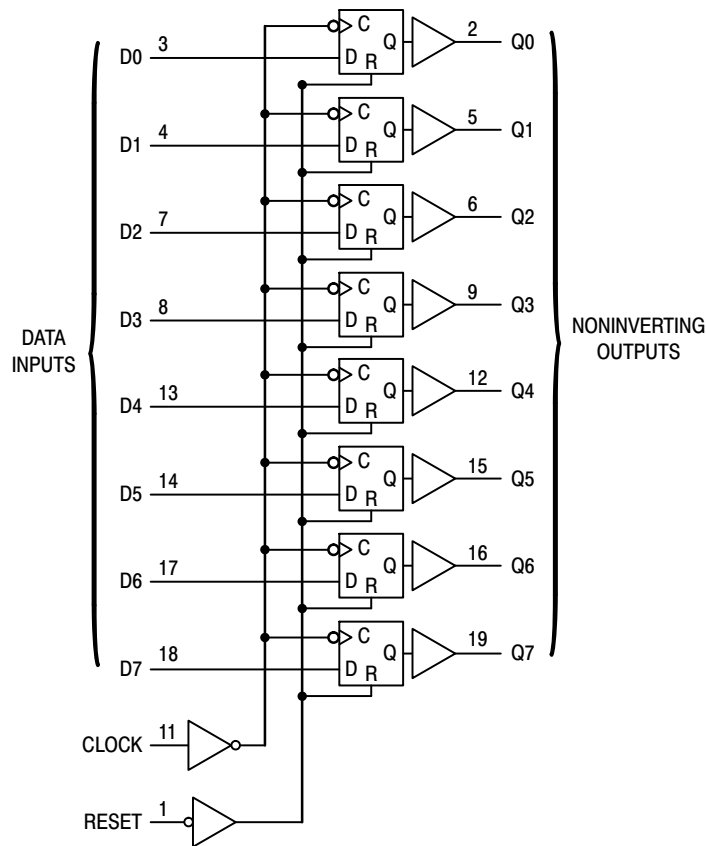 C Q 2 Q0
D0 3 D R
C Q 5 Q1
D1 4 D R
C Q 6 Q2
D2 7 D R
C Q 9 Q3
D3 8 D R
DATA
INPUTS
NONINVERTING
OUTPUTS
C Q 12 Q4
D4 13 D R
C Q 15 Q5
D5 14 D R
C Q 16 Q6
D6 17 D R
C Q 19 Q7
D7 18 D R
CLOCK 11
RESET 1